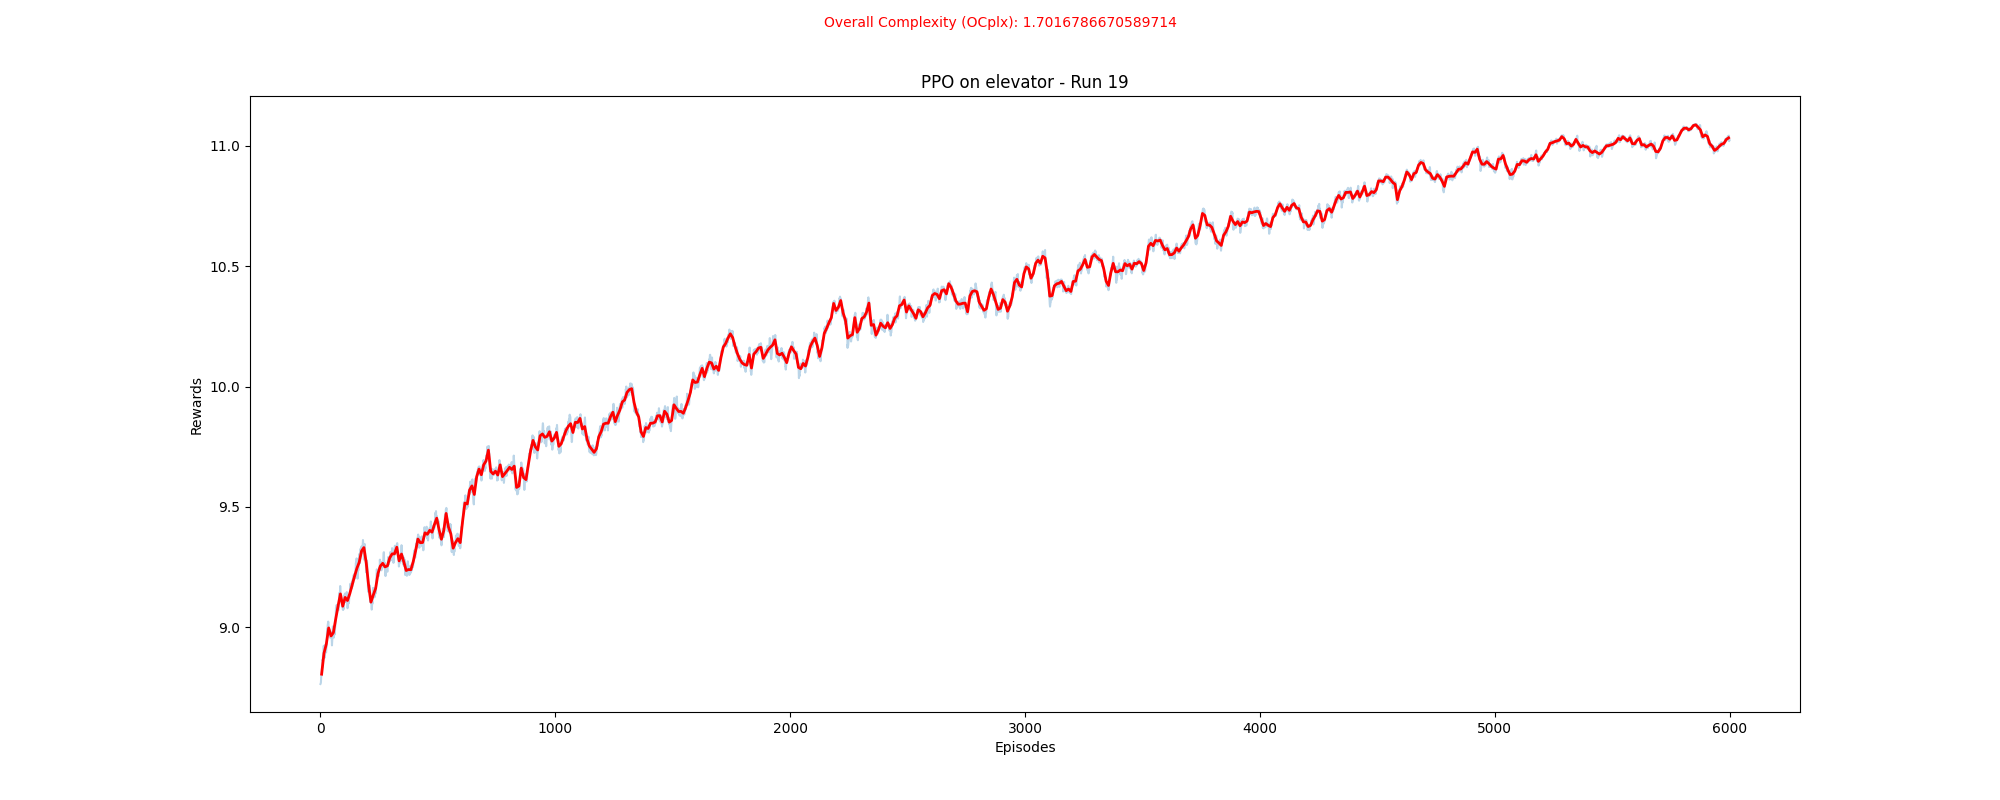 Overall Complexity (OCplx): 1.7016786670589714
PPO on elevator - Run 19
11.0
10.5
10.0
9.5
9.0
Rewards
0 1000 2000 3000 4000 5000 6000
Episodes